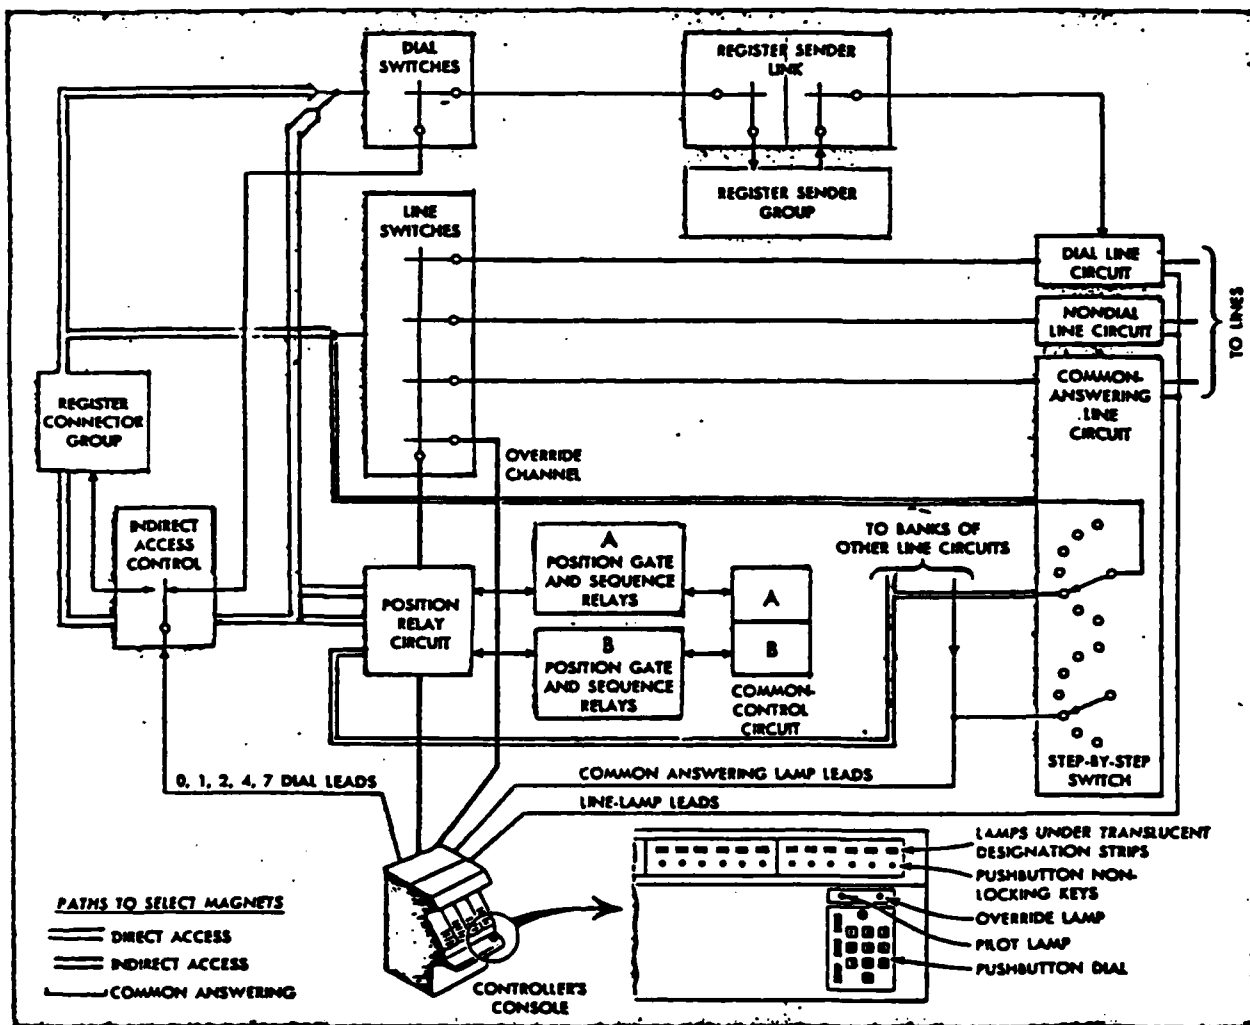 DIAL
SWITCHES
REGISTER SENDER
LINK
REGISTER SENDER
GROUP
LINE
SWITCHES
DIAL LINE
CIRCUIT
NONDIAL
LINE CIRCUIT
TO LINES
COMMON-
ANSWERING
LINE
CIRCUIT
REGISTER
CONNECTOR
GROUP
OVERRIDE
CHANNEL
INDIRECT
ACCESS
CONTROL
A
POSITION GATE
AND SEQUENCE
RELAYS
TO BANKS OF
OTHER LINE CIRCUITS
POSITION
RELAY
CIRCUIT
A
B
B
POSITION GATE
AND SEQUENCE
RELAYS
COMMON-
CONTROL
CIRCUIT
STEP-BY-STEP
SWITCH
0, 1, 2, 4, 7 DIAL LEADS
COMMON ANSWERING LAMP LEADS
LINE-LAMP LEADS
LAMPS UNDER TRANSLUCENT
DESIGNATION STRIPS
PUSHBUTTON NON-
LOCKING KEYS
OVERRIDE LAMP
PILOT LAMP
PUSHBUTTON DIAL
PATHS TO SELECT MAGNETS
DIRECT ACCESS
INDIRECT ACCESS
COMMON ANSWERING
CONTROLLER'S
CONSOLE